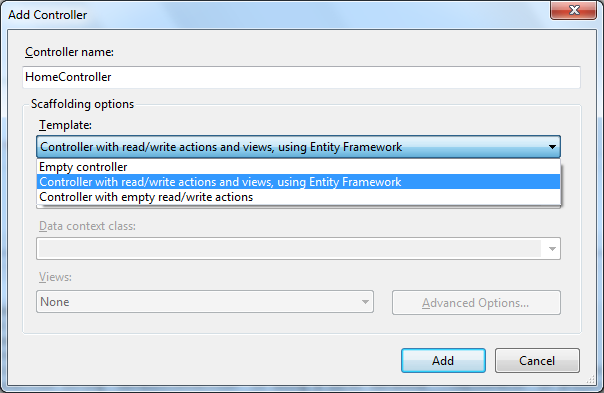 Add Controller
Controller name:
HomeController
Scaffolding options
Template:
Controller with read/write actions and views, using Entity Framework
Empty controller
Controller with read/write actions and views, using Entity Framework
Controller with empty read/write actions
Data context class:
Views:
None
Advanced Options...
Add
Cancel